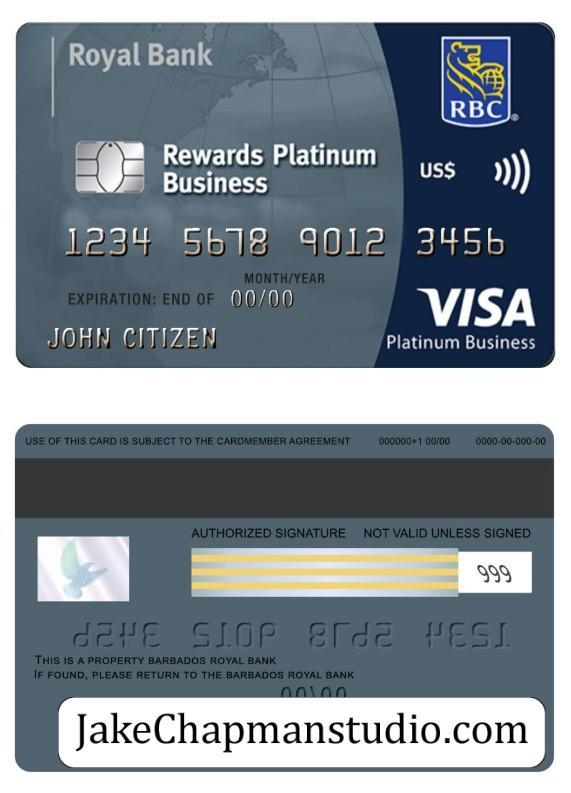 Royal Bank
RBC®
Rewards Platinum
Business
US$
1234 5678 9012 3456
MONTH/YEAR
EXPIRATION: END OF 00/00
VISA
Platinum Business
JOHN CITIZEN
USE OF THIS CARD IS SUBJECT TO THE CARDMEMBER AGREEMENT 000000+1 00/00 0000-00-000-00
AUTHORIZED SIGNATURE NOT VALID UNLESS SIGNED
999
1234 5678 9012 3456
THIS IS A PROPERTY BARBADOS ROYAL BANK
IF FOUND, PLEASE RETURN TO THE BARBADOS ROYAL BANK
00/00
JakeChapmanstudio.com